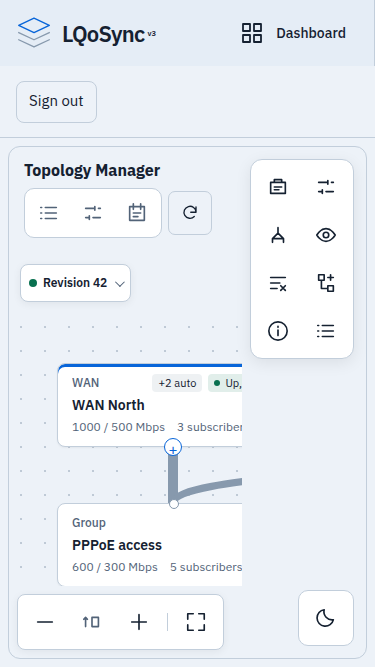 LQoSync v3
Dashboard
Sign out
Topology Manager
Revision 42
WAN
+2 auto
Up,
WAN North
1000 / 500 Mbps
3 subscriber
Group
PPPoE access
600 / 300 Mbps
5 subscribers